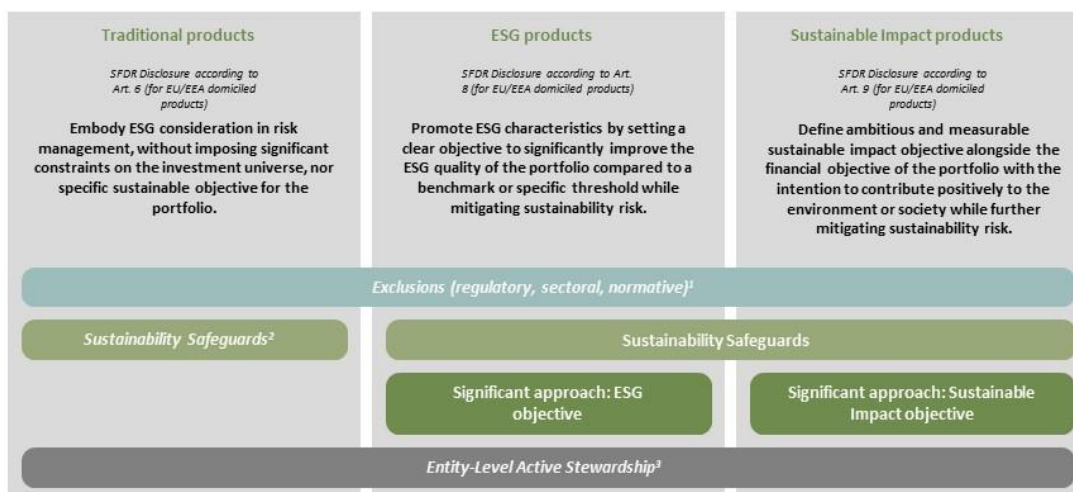 Traditional products
SFDR Disclosure according to
Art. 6 (for EU/EEA domiciled
products)
Embody ESG consideration in risk
management, without imposing significant
constraints on the investment universe, nor
specific sustainable objective for the
portfolio.
ESG products
SFDR Disclosure according to Art.
8 (for EU/EEA domiciled products)
Promote ESG characteristics by setting a
clear objective to significantly improve the
ESG quality of the portfolio compared to a
benchmark or specific threshold while
mitigating sustainability risk.
Sustainable Impact products
SFDR Disclosure according to
Art. 9 (for EU/EEA domiciled
products)
Define ambitious and measurable
sustainable impact objective alongside the
financial objective of the portfolio with the
intention to contribute positively to the
environment or society while further
mitigating sustainability risk.
Exclusions (regulatory, sectoral, normative)¹
Sustainability Safeguards²
Sustainability Safeguards
Significant approach: ESG
objective
Significant approach: Sustainable
Impact objective
Entity-Level Active Stewardship³